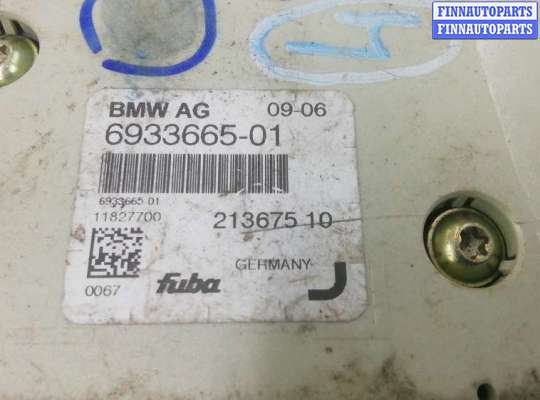 FINNAUTOPARTS
FINNAUTOPARTS
BMW AG 09-06
6933665-01
6933665 01
11827700 213675 10
GERMANY
0067 fuba